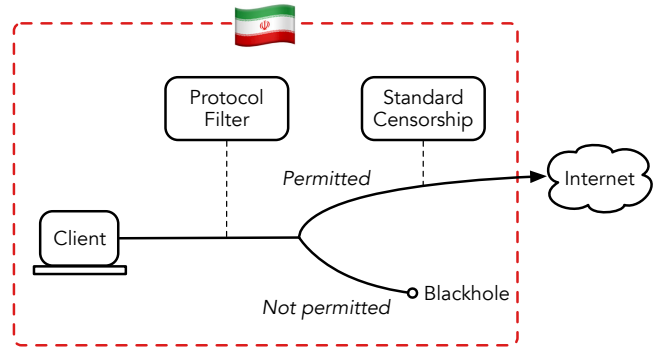 Protocol
Filter
Standard
Censorship
Permitted
Internet
Client
Not permitted
Blackhole